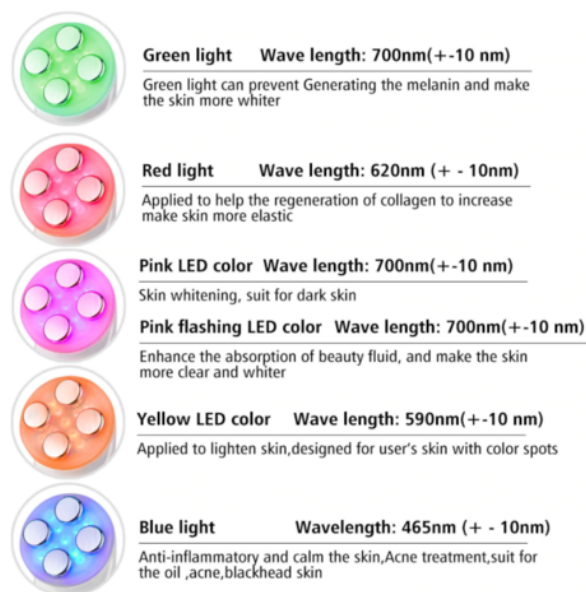 Green light Wave length: 700nm(+-10 nm)
Green light can prevent Generating the melanin and make
the skin more whiter
Red light Wave length: 620nm (+ - 10nm)
Applied to help the regeneration of collagen to increase
make skin more elastic
Pink LED color Wave length: 700nm(+-10 nm)
Skin whitening, suit for dark skin
Pink flashing LED color Wave length: 700nm(+-10 nm)
Enhance the absorption of beauty fluid, and make the skin
more clear and whiter
Yellow LED color Wave length: 590nm(+-10 nm)
Applied to lighten skin,designed for user's skin with color spots
Blue light Wavelength: 465nm (+ - 10nm)
Anti-inflammatory and calm the skin,Acne treatment,suit for
the oil ,acne,blackhead skin